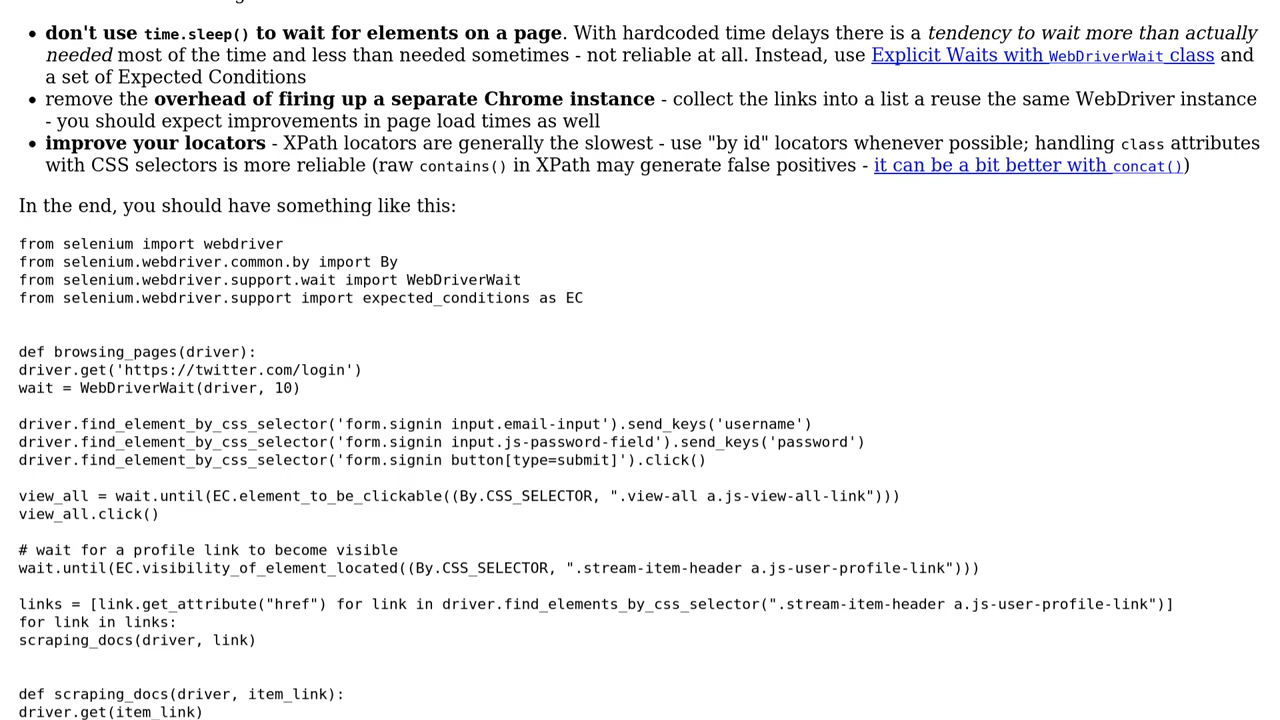 don't use time.sleep() to wait for elements on a page. With hardcoded time delays there is a tendency to wait more than actually
needed most of the time and less than needed sometimes - not reliable at all. Instead, use Explicit Waits with WebDriverWait class and
a set of Expected Conditions
remove the overhead of firing up a separate Chrome instance - collect the links into a list a reuse the same WebDriver instance
- you should expect improvements in page load times as well
improve your locators - XPath locators are generally the slowest - use "by id" locators whenever possible; handling class attributes
with CSS selectors is more reliable (raw contains() in XPath may generate false positives - it can be a bit better with concat())
In the end, you should have something like this:
from selenium import webdriver
from selenium.webdriver.common.by import By
from selenium.webdriver.support.wait import WebDriverWait
from selenium.webdriver.support import expected_conditions as EC
def browsing_pages(driver):
driver.get('https://twitter.com/login')
wait = WebDriverWait(driver, 10)
driver.find_element_by_css_selector('form.signin input.email-input').send_keys('username')
driver.find_element_by_css_selector('form.signin input.js-password-field').send_keys('password')
driver.find_element_by_css_selector('form.signin button[type=submit]').click()
view_all = wait.until(EC.element_to_be_clickable((By.CSS_SELECTOR, ".view-all a.js-view-all-link")))
view_all.click()
# wait for a profile link to become visible
wait.until(EC.visibility_of_element_located((By.CSS_SELECTOR, ".stream-item-header a.js-user-profile-link")))
links = [link.get_attribute("href") for link in driver.find_elements_by_css_selector(".stream-item-header a.js-user-profile-link")]
for link in links:
scraping_docs(driver, link)
def scraping_docs(driver, item_link):
driver.get(item_link)